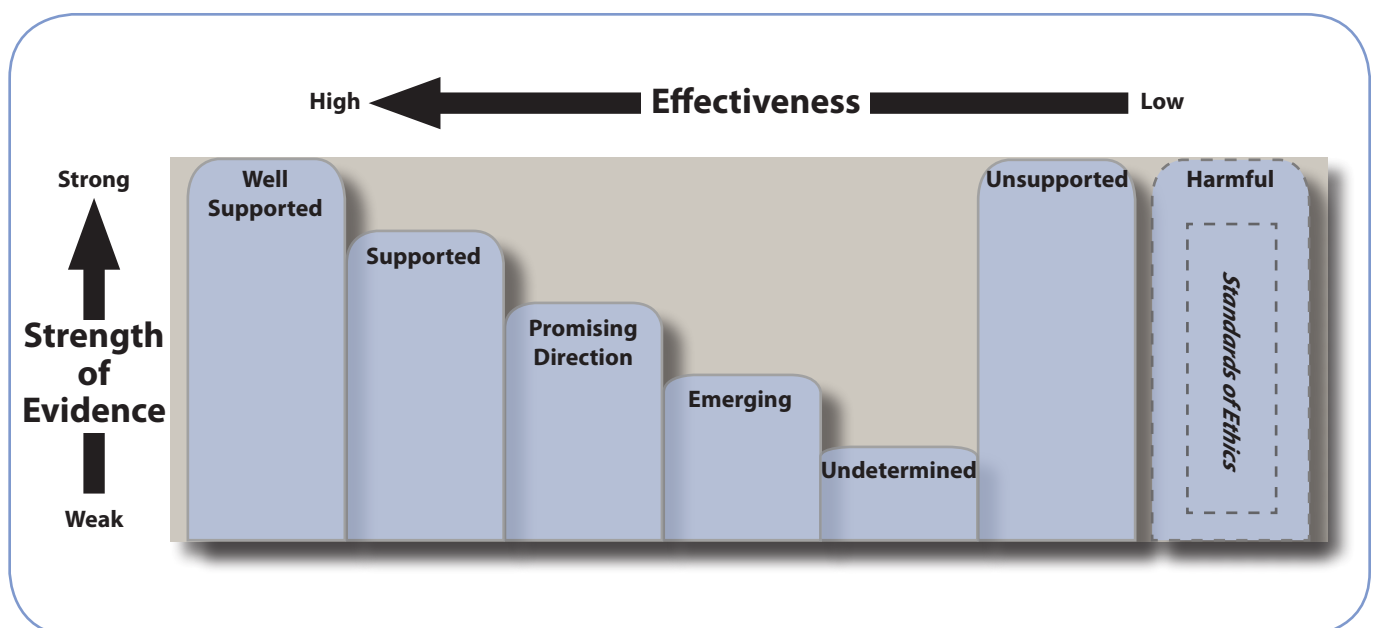 High
Effectiveness
Low
Strong
Strength
of
Evidence
Weak
Well
Supported
Supported
Promising
Direction
Emerging
Undetermined
Unsupported
Harmful
Standards of Ethics